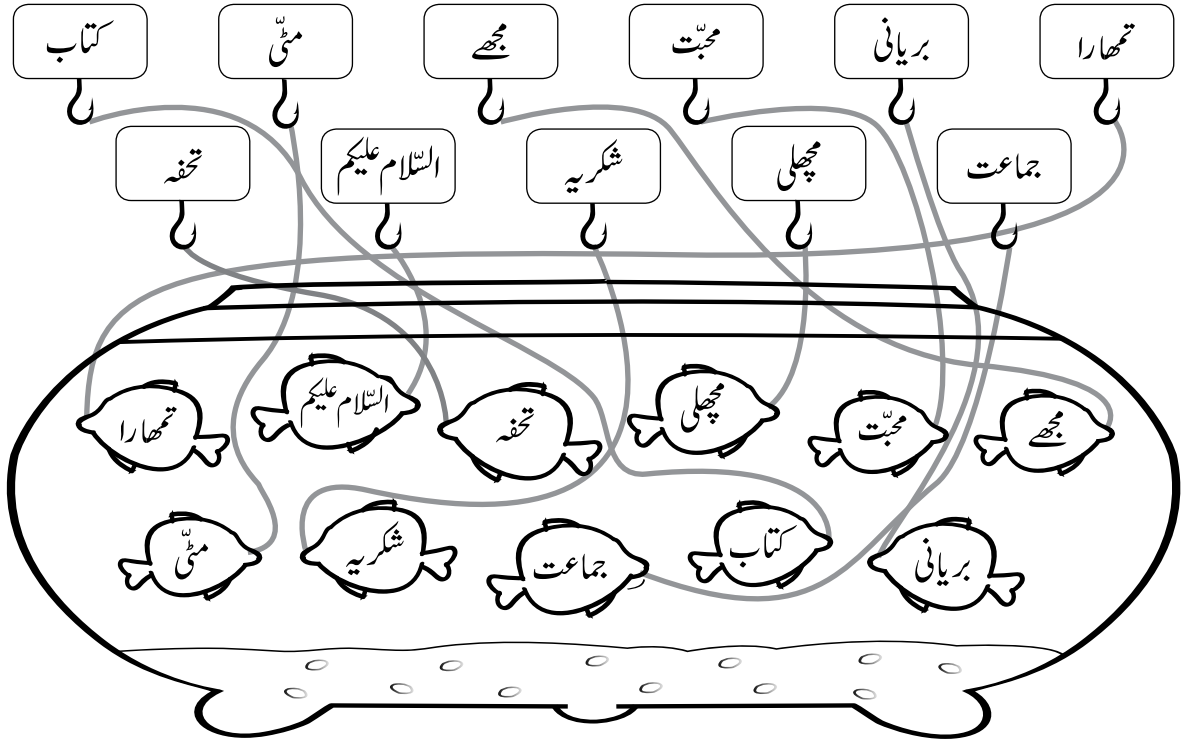 تمھارا
بریانی
محبّت
مجھے
مٹّی
کتاب
جماعت
مچھلی
شکریہ
السّلام علیکم
تحفہ
مجھے
محبّت
مچھلی
تحفہ
السّلام علیکم
تمھارا
بریانی
کتاب
جماعت
شکریہ
مٹّی